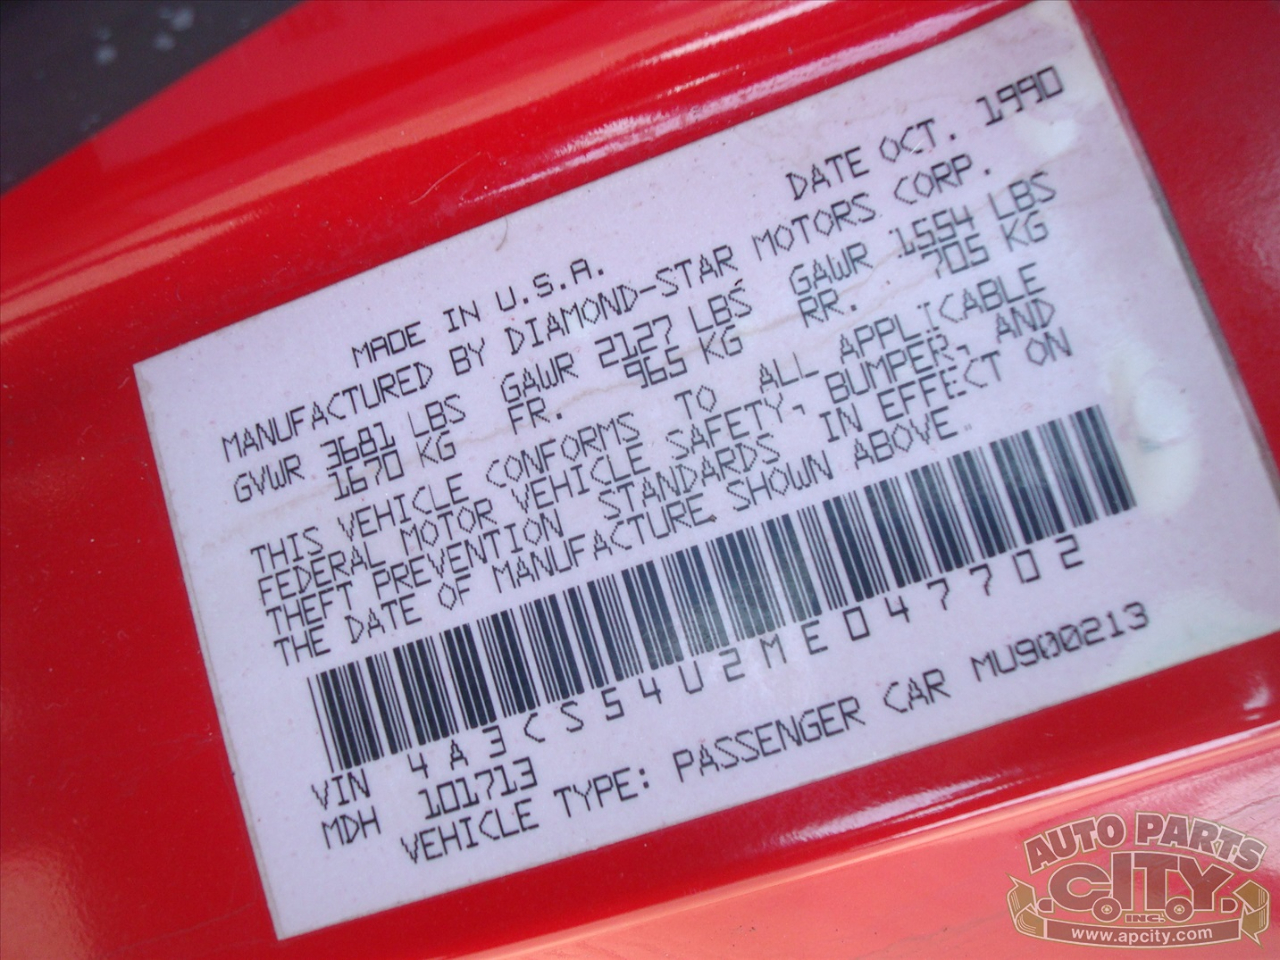 MADE IN U.S.A. DATE OCT. 1990
MANUFACTURED BY DIAMOND-STAR MOTORS CORP.
GVWR 3681 LBS GAWR 2127 LBS GAWR 1554 LBS
1670 KG FR. 965 KG RR. 705 KG
THIS VEHICLE CONFORMS TO ALL APPLICABLE
FEDERAL MOTOR VEHICLE SAFETY, BUMPER, AND
THEFT PREVENTION STANDARDS IN EFFECT ON
THE DATE OF MANUFACTURE SHOWN ABOVE.
VIN 4A3CS54U2ME047702
MDH 101713
VEHICLE TYPE: PASSENGER CAR MU900213
AUTO PARTS
C.I.T.Y.
INC.
www.apcity.com